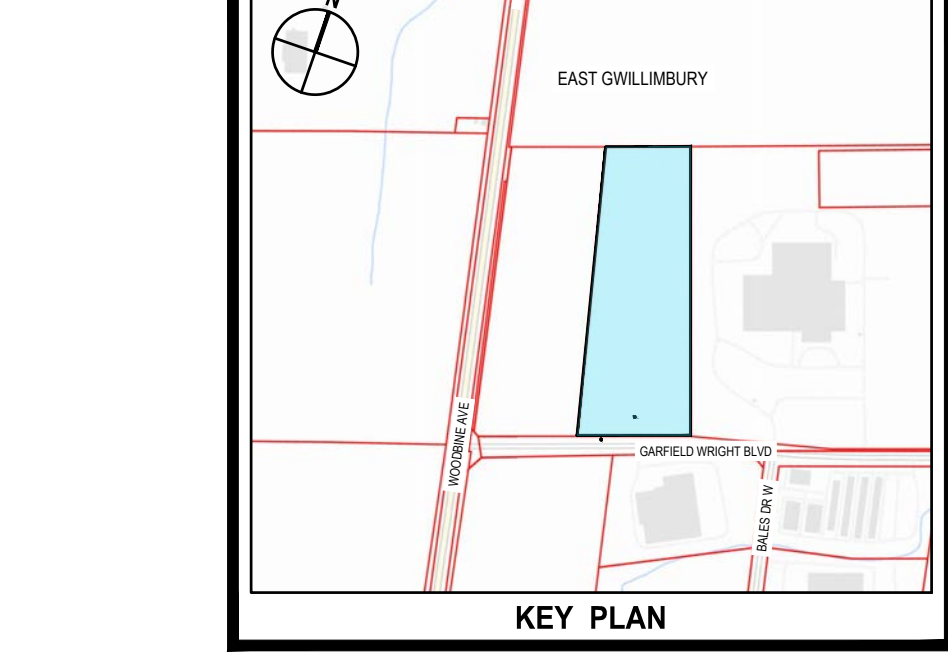 N
EAST GWILLIMBURY
WOODBINE AVE
GARFIELD WRIGHT BLVD
BALES DR W
KEY PLAN